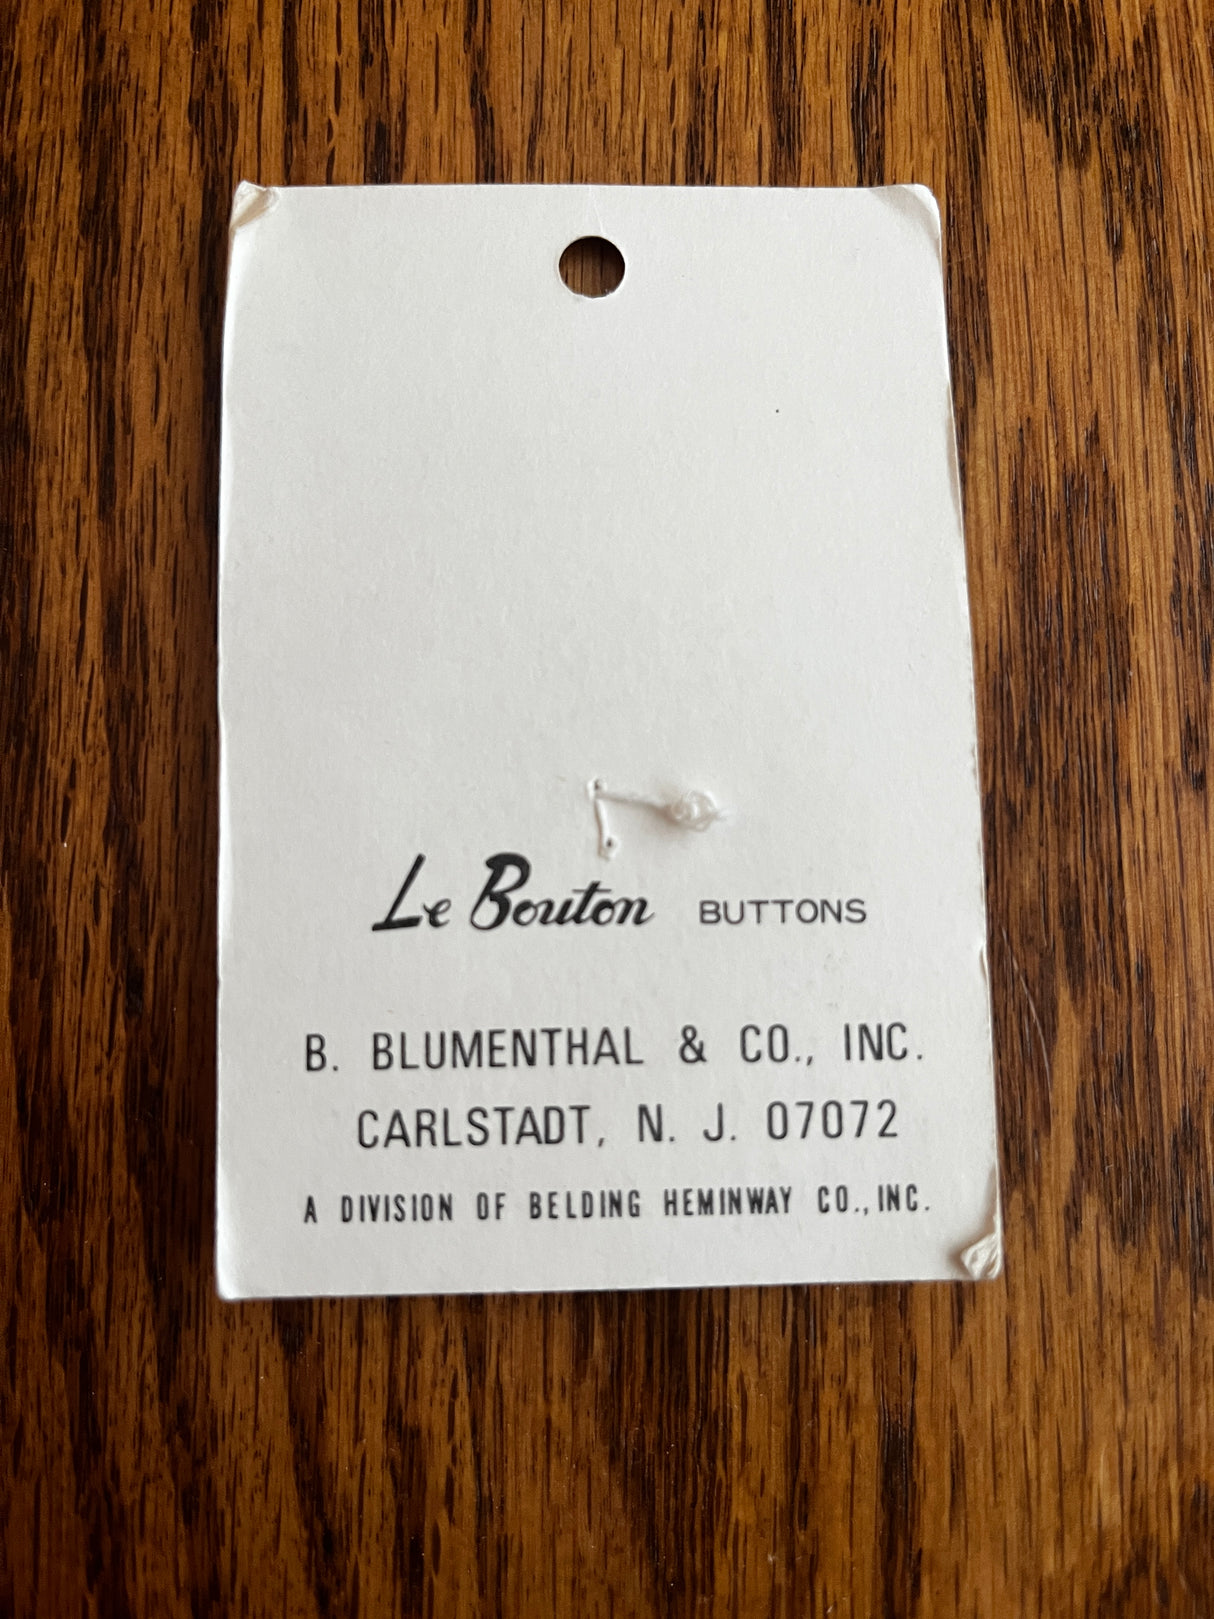 Le Bouton BUTTONS
B. BLUMENTHAL & CO., INC.
CARLSTADT, N. J. 07072
A DIVISION OF BELDING HEMINWAY CO., INC.